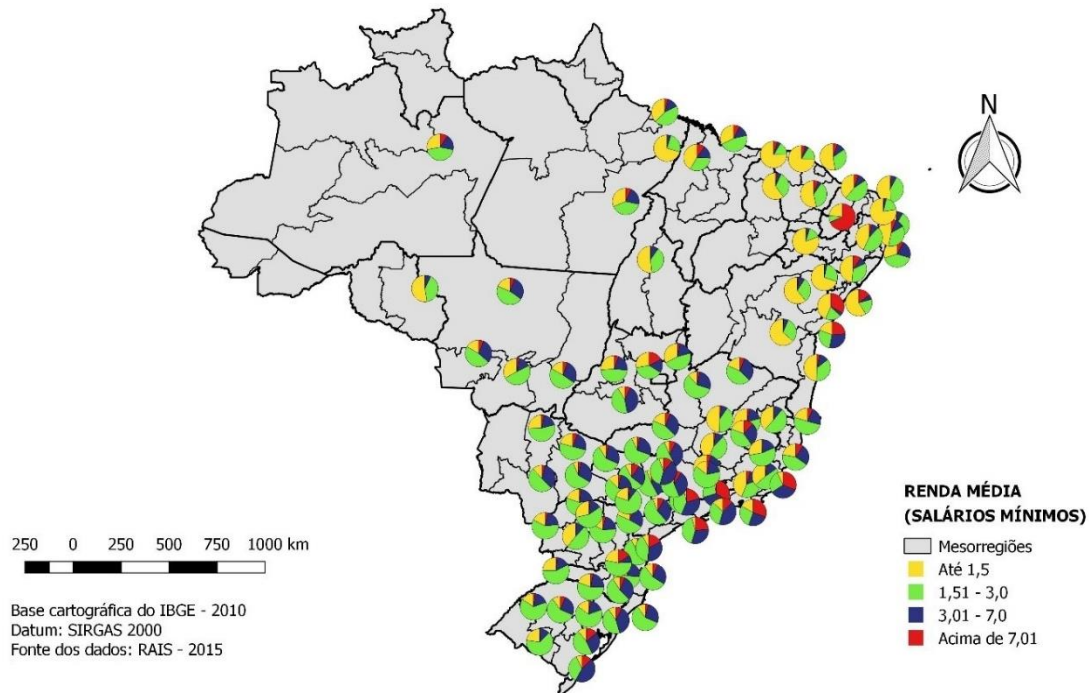 N
RENDA MÉDIA
(SALÁRIOS MÍNIMOS)
Mesorregiões
Até 1,5
1,51 - 3,0
3,01 - 7,0
Acima de 7,01
250 0 250 500 750 1000 km
Base cartográfica do IBGE - 2010
Datum: SIRGAS 2000
Fonte dos dados: RAIS - 2015